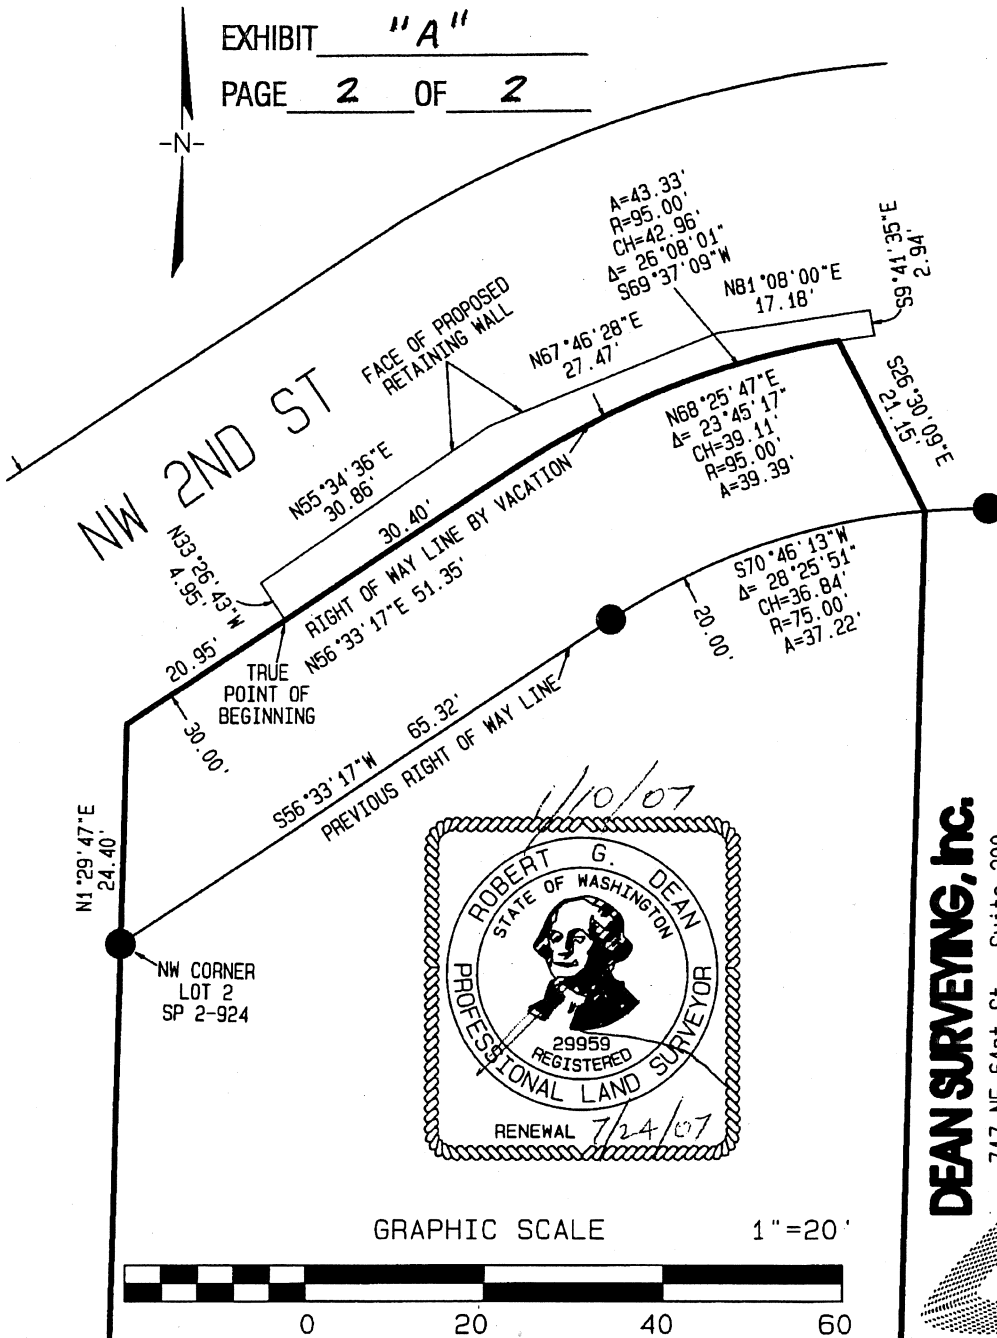 EXHIBIT "A"
PAGE 2 OF 2
-N-
A=43.33'
R=95.00'
CH=42.96'
Δ= 26°08'01"
S69°37'09"W
N81°08'00"E
17.18'
S9°41'35"E
2.94'
FACE OF PROPOSED
RETAINING WALL
N67°46'28"E
27.47'
NW 2ND ST
N55°34'36"E
30.86'
N68°25'47"E
Δ= 23°45'17"
CH=39.11'
R=95.00'
A=39.39'
S26°30'09"E
21.15'
N33°26'43"W
4.95'
30.40'
RIGHT OF WAY LINE BY VACATION
N56°33'17"E 51.35'
S70°46'13"W
Δ= 28°25'51"
CH=36.84'
R=75.00'
A=37.22'
20.00'
20.95'
TRUE
POINT OF
BEGINNING
30.00'
S56°33'17"W 65.32'
PREVIOUS RIGHT OF WAY LINE
N1°29'47"E
24.40'
NW CORNER
LOT 2
SP 2-924
1/10/07
ROBERT G. DEAN
STATE OF WASHINGTON
29959
REGISTERED
PROFESSIONAL LAND SURVEYOR
RENEWAL 7/24/07
DEAN SURVEYING, Inc.
GRAPHIC SCALE 1"=20'
0 20 40 60